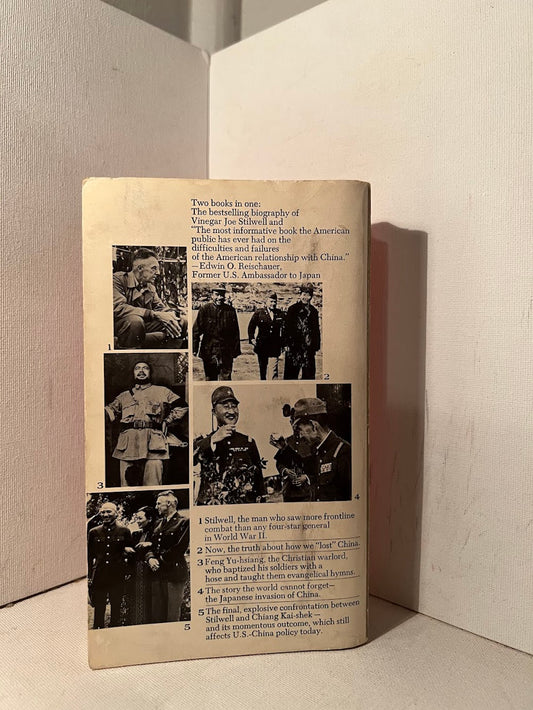 Two books in one:
The bestselling biography of
Vinegar Joe Stilwell and
"The most informative book the American
public has ever had on the
difficulties and failures
of the American relationship with China."
—Edwin O. Reischauer,
Former U.S. Ambassador to Japan
1
2
3
4
5
1 Stilwell, the man who saw more frontline
combat than any four-star general
in World War II.
2 Now, the truth about how we "lost" China.
3 Feng Yu-hsiang, the Christian warlord,
who baptized his soldiers with a
hose and taught them evangelical hymns.
4 The story the world cannot forget—
the Japanese invasion of China.
5 The final, explosive confrontation between
Stilwell and Chiang Kai-shek—
and its momentous outcome, which still
affects U.S.-China policy today.